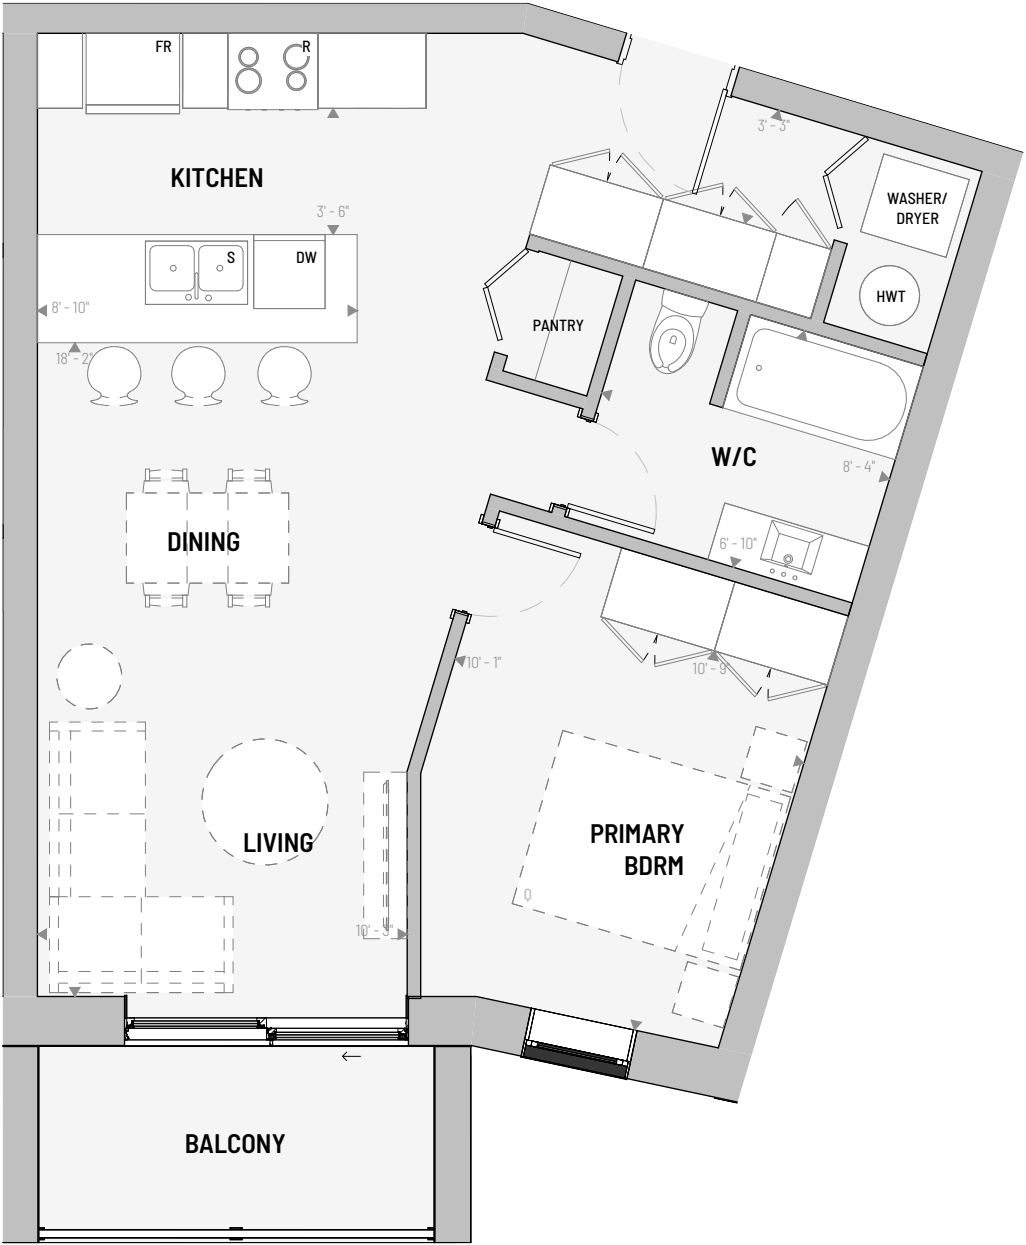 FR
R
3' - 3"
KITCHEN
WASHER/
DRYER
3' - 6"
S
DW
HWT
8' - 10"
PANTRY
18' - 2"
W/C
8' - 4"
DINING
6' - 10"
10' - 1"
10' - 9"
LIVING
PRIMARY
BDRM
Q
10' - 3"
BALCONY